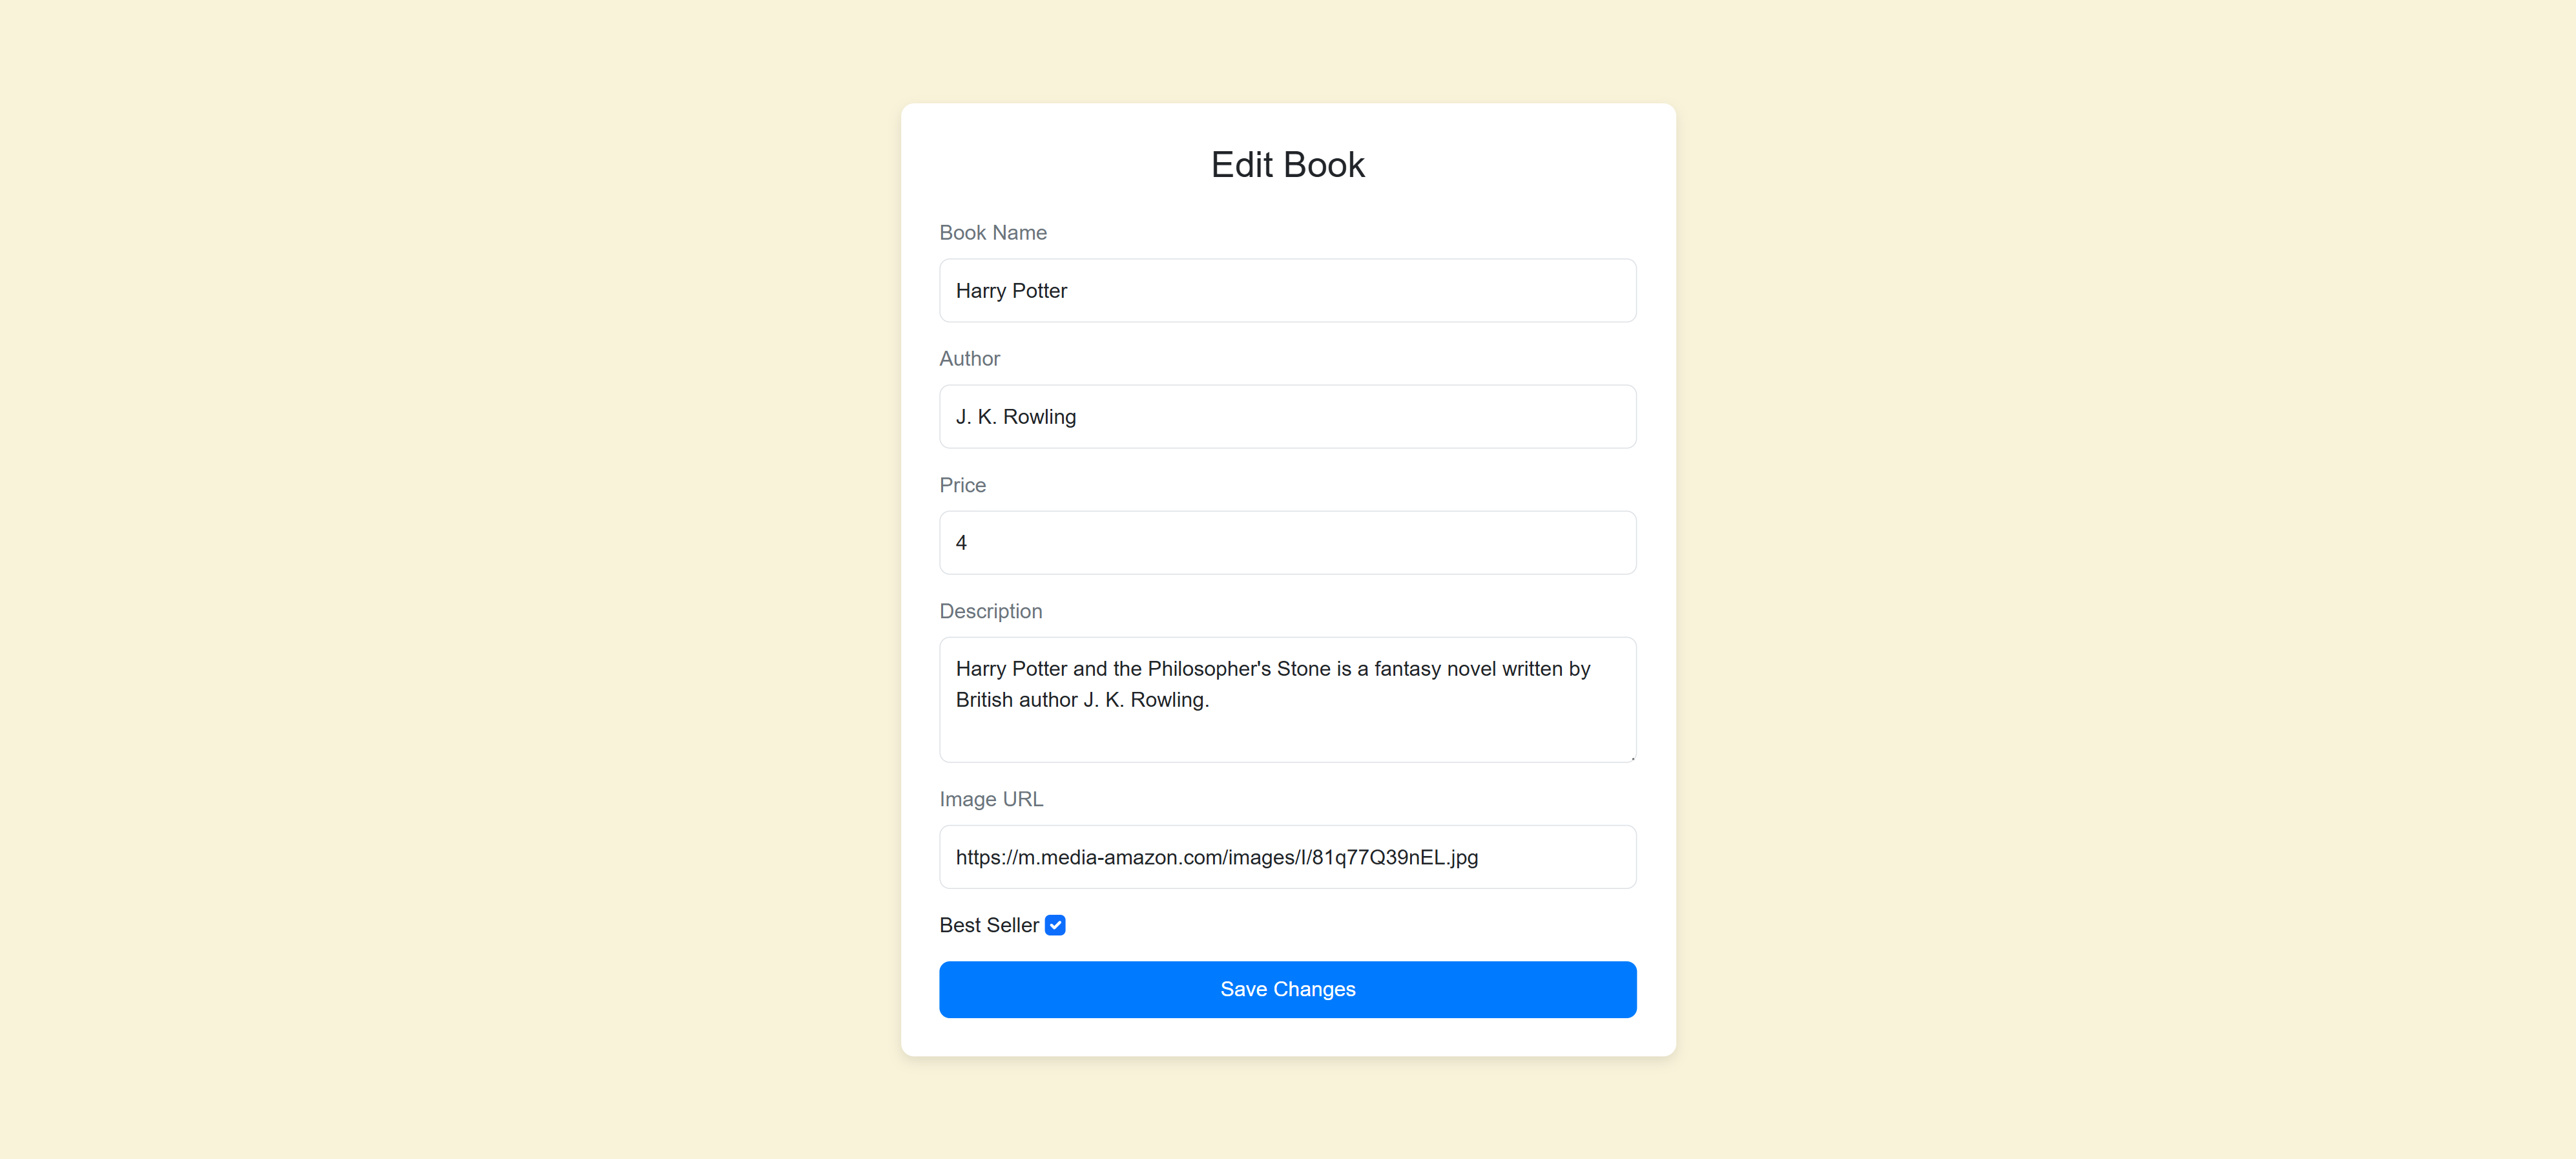 Edit Book
Book Name
Harry Potter
Author
J. K. Rowling
Price
4
Description
Harry Potter and the Philosopher's Stone is a fantasy novel written by
British author J. K. Rowling.
Image URL
https://m.media-amazon.com/images/I/81q77Q39nEL.jpg
Best Seller
Save Changes